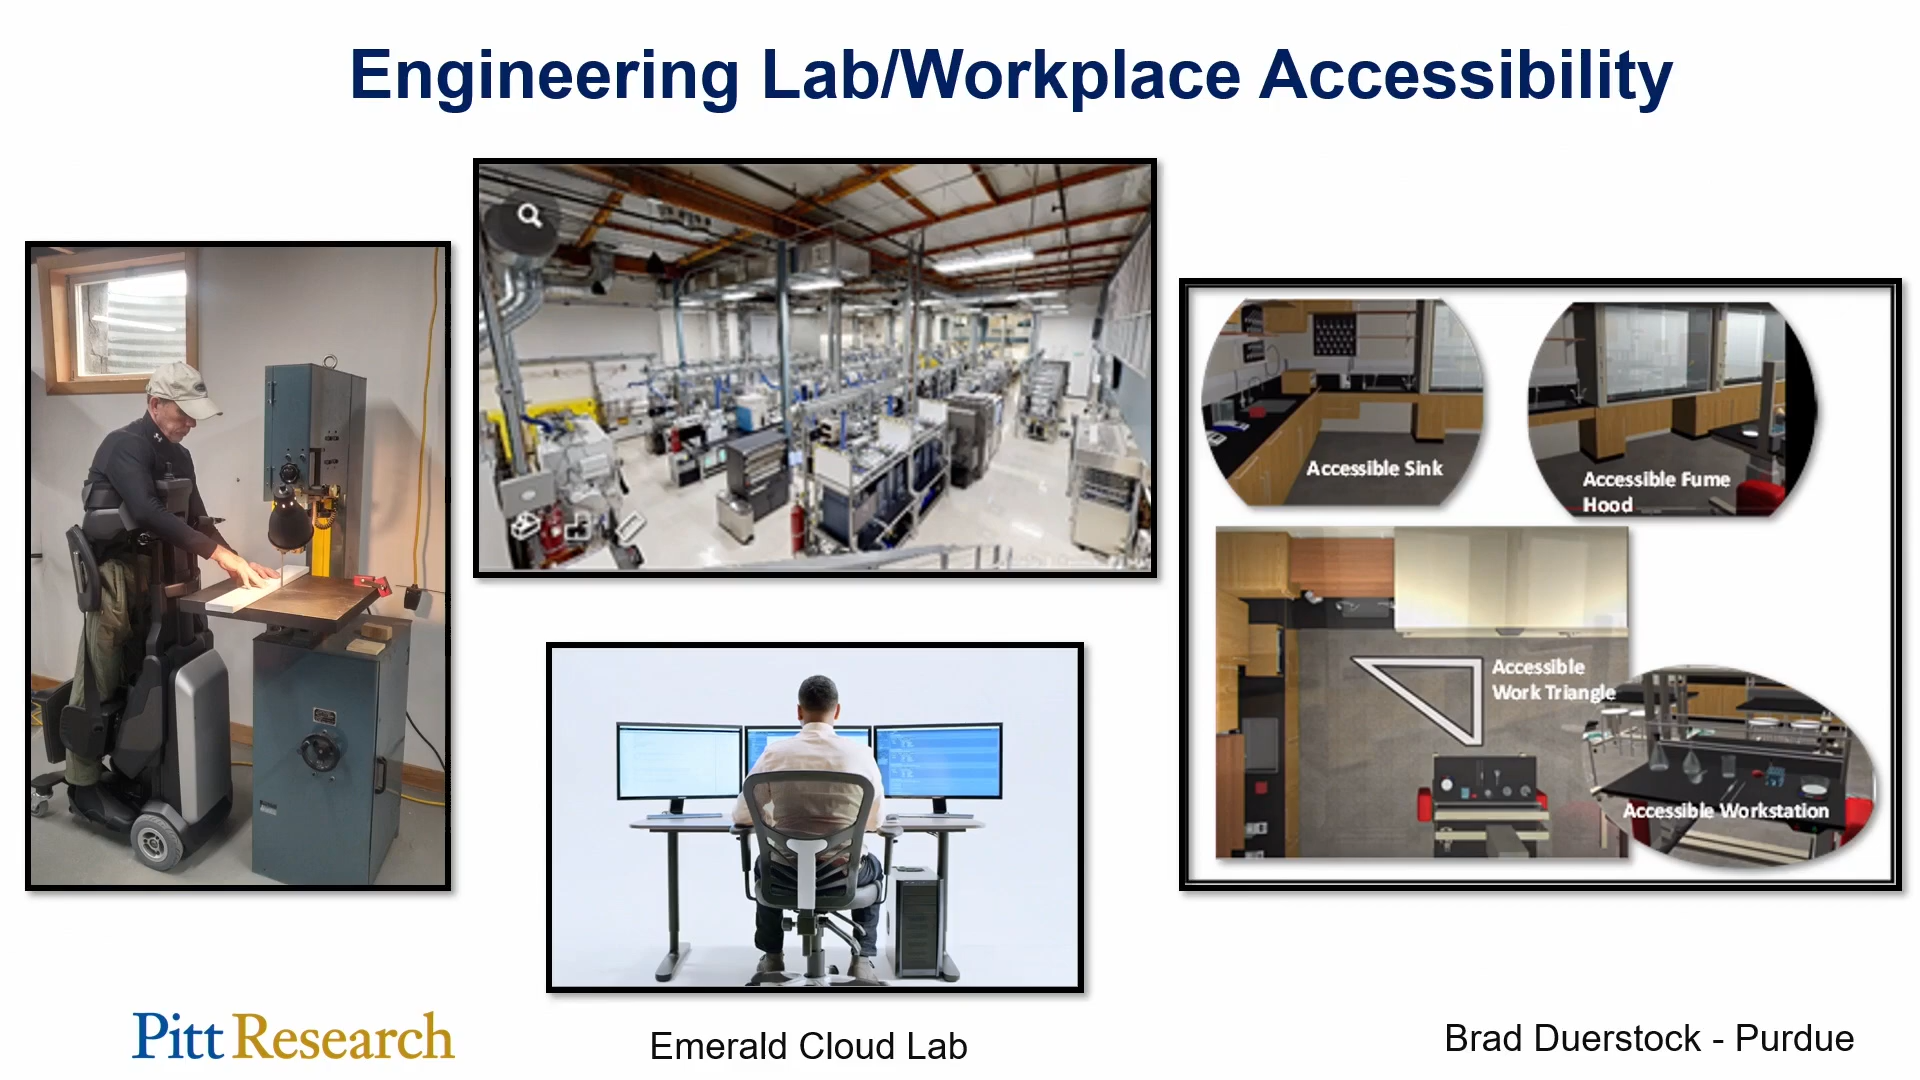 Engineering Lab/Workplace Accessibility
Accessible Sink
Accessible Fume
Hood
Accessible
Work Triangle
Accessible Workstation
Pitt Research
Emerald Cloud Lab
Brad Duerstock - Purdue